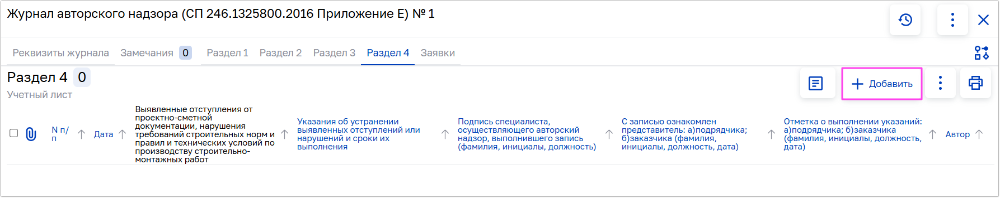 Журнал авторского надзора (СП 246.1325800.2016 Приложение Е) № 1
Реквизиты журнала Замечания 0 Раздел 1 Раздел 2 Раздел 3 Раздел 4 Заявки
Раздел 4 0
Добавить
Учетный лист
N п/
п
Дата
Выявленные отступления от
проектно-сметной
документации, нарушения
требований строительных норм и
правил и технических условий по
производству строительно-
монтажных работ
Указания об устранении
выявленных отступлений или
нарушений и сроки их
выполнения
Подпись специалиста,
осуществляющего авторский
надзор, выполнившего запись
(фамилия, инициалы, должность)
С записью ознакомлен
представитель: а)подрядчика;
б)заказчика (фамилия,
инициалы, должность, дата)
Отметка о выполнении указаний:
а)подрядчика; б)заказчика
(фамилия, инициалы, должность,
дата)
Автор